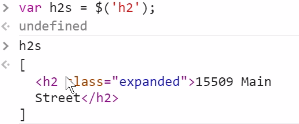 > var h2s = $('h2');
< undefined
> h2s
< [
<h2 class="expanded">15509 Main
Street</h2>
]